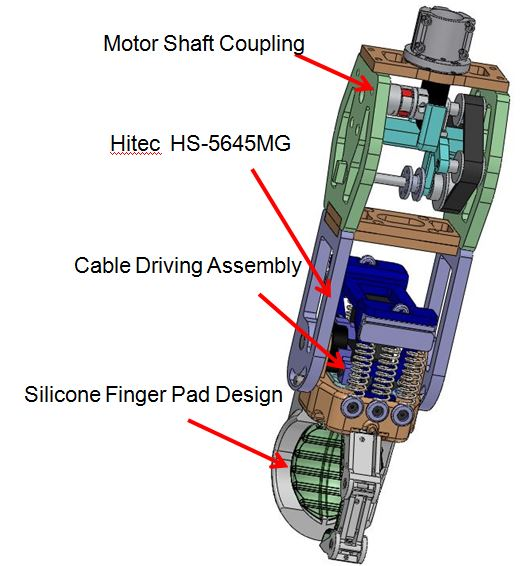 Motor Shaft Coupling
Hitec HS-5645MG
Cable Driving Assembly
Silicone Finger Pad Design